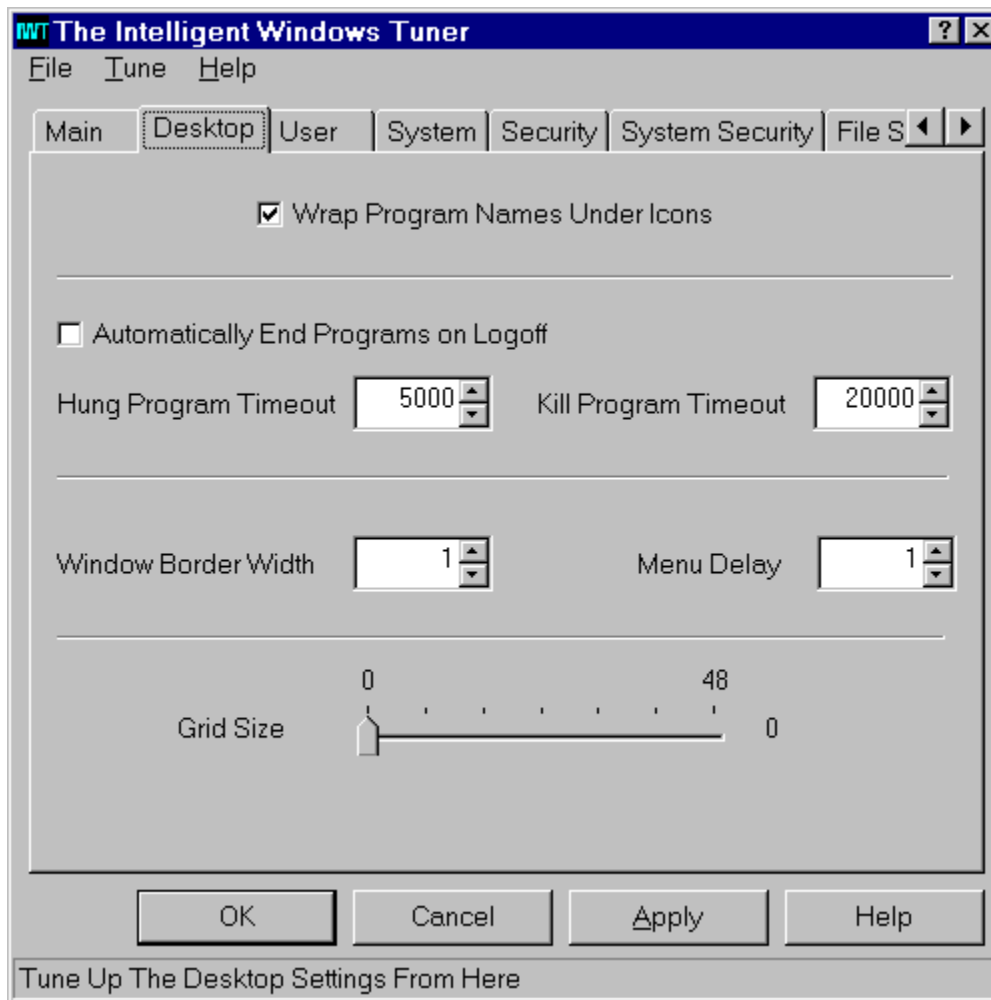 IWT The Intelligent Windows Tuner ?
File Tune Help
Main Desktop User System Security System Security File S
Wrap Program Names Under Icons
Automatically End Programs on Logoff
Hung Program Timeout 5000 Kill Program Timeout 20000
Window Border Width 1 Menu Delay 1
0 48
Grid Size 0
OK Cancel Apply Help
Tune Up The Desktop Settings From Here